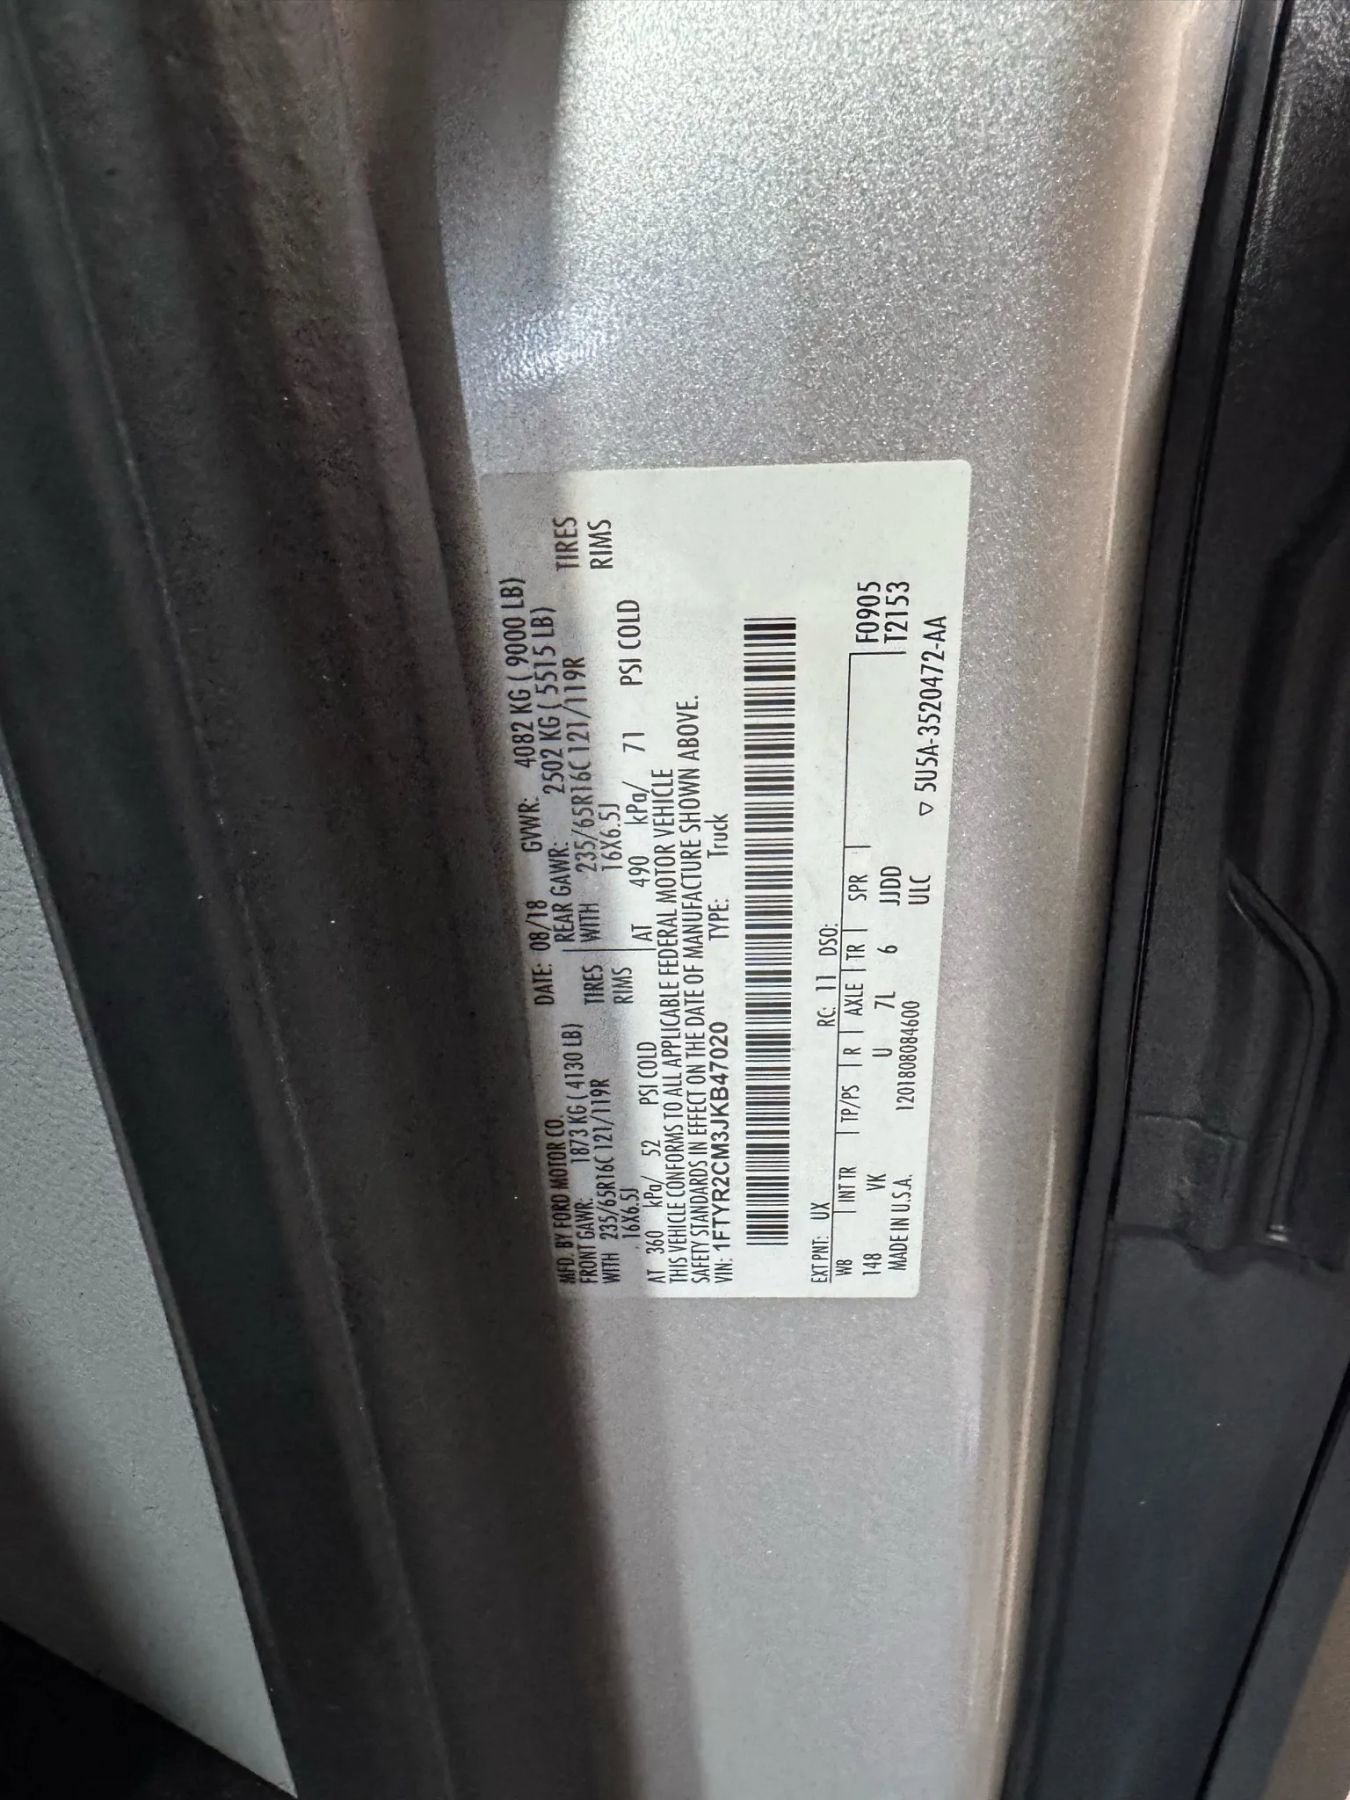 MFD. BY FORD MOTOR CO. DATE: 08/18 GVWR: 4082 KG ( 9000 LB)
FRONT GAWR: 1873 KG ( 4130 LB) REAR GAWR: 2502 KG ( 5515 LB)
WITH 235/65R16C 121/119R TIRES WITH 235/65R16C 121/119R TIRES
16X6.5J RIMS 16X6.5J RIMS
AT 360 kPa/ 52 PSI COLD AT 490 kPa/ 71 PSI COLD
THIS VEHICLE CONFORMS TO ALL APPLICABLE FEDERAL MOTOR VEHICLE
SAFETY STANDARDS IN EFFECT ON THE DATE OF MANUFACTURE SHOWN ABOVE.
VIN: 1FTYR2CM3JKB47020 TYPE: Truck
EXT PNT: UX RC: 11 DSO:
WB INT TR TP/PS R AXLE TR SPR F0905
148 VK U 7L 6 JJDD T2153
MADE IN U.S.A. 1201808084600 ULC ▽ 5U5A-3520472-AA